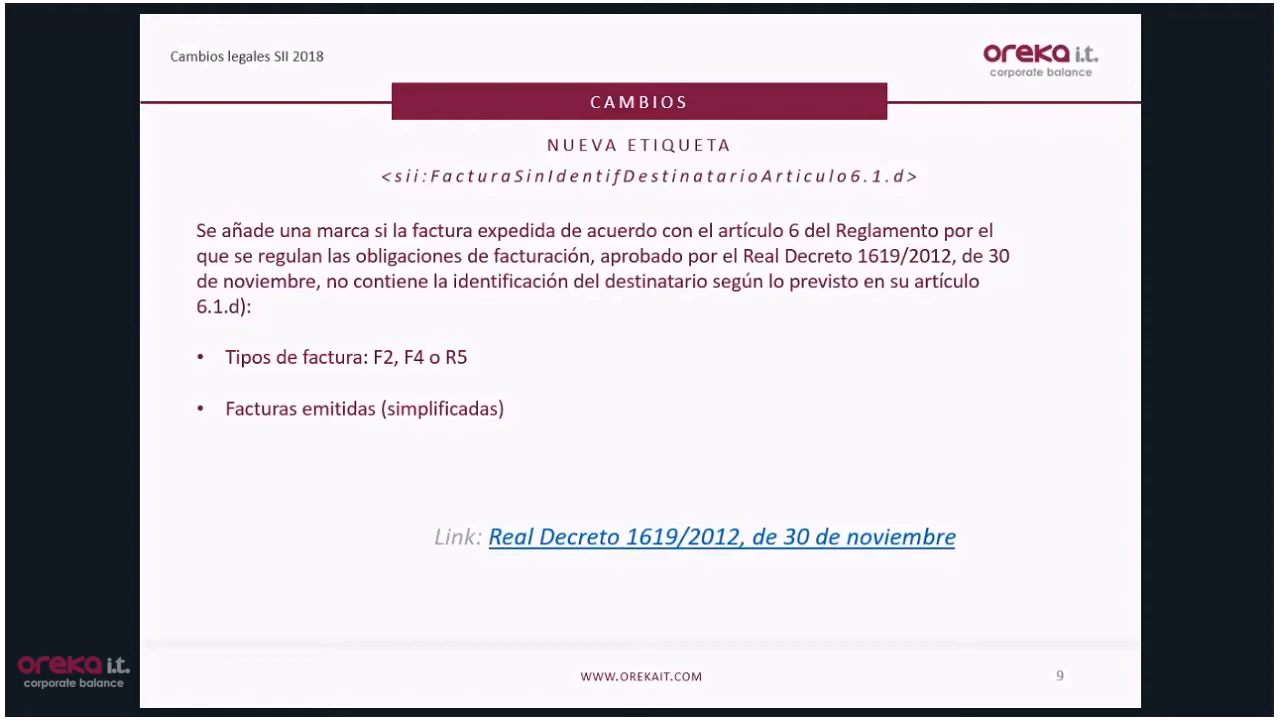 Cambios legales SII 2018
oreka i.t.
corporate balance
CAMBIOS
NUEVA ETIQUETA
<sii:FacturaSinIdentifDestinatarioArticulo6.1.d>
Se añade una marca si la factura expedida de acuerdo con el artículo 6 del Reglamento por el
que se regulan las obligaciones de facturación, aprobado por el Real Decreto 1619/2012, de 30
de noviembre, no contiene la identificación del destinatario según lo previsto en su artículo
6.1.d):
• Tipos de factura: F2, F4 o R5
• Facturas emitidas (simplificadas)
Link: Real Decreto 1619/2012, de 30 de noviembre
oreka i.t.
corporate balance
WWW.OREKAIT.COM
9